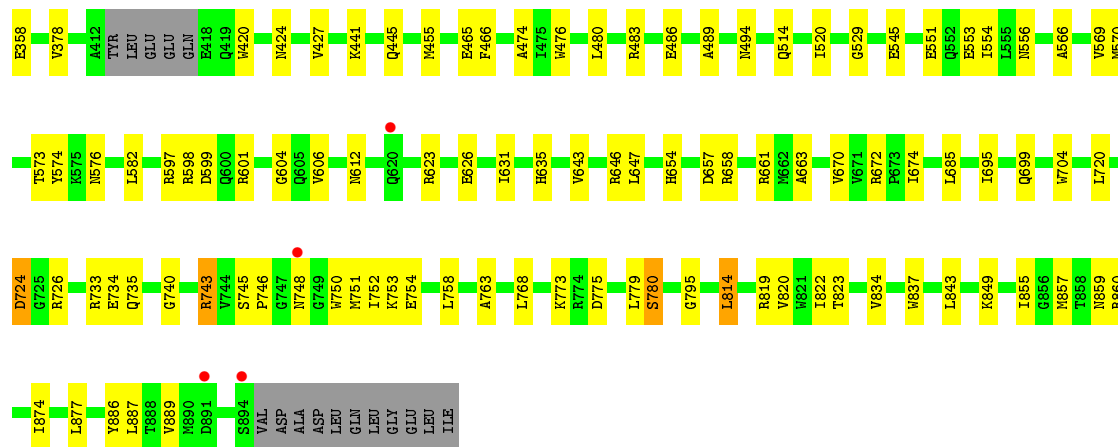 E358 V378 A412 TYR LEU GLU GLU GLN E418 Q419 W420 N424 V427 K441 Q445 M455 E465 F466 A474 I475 W476 L480 R483 E486 A489 N494 Q514 I520 G529 E545 E551 Q552 E553 I554 L555 N556 A566 V569 M570
T573 Y574 K575 N576 L582 R597 R598 D599 Q600 R601 G604 Q605 V606 N612 Q620 R623 E626 I631 H635 V643 R646 L647 H654 D657 R658 R661 M662 A663 V670 V671 R672 P673 I674 L685 I695 Q699 W704 L720
D724 G725 R726 R733 E734 Q735 G740 R743 V744 S745 P746 G747 N748 G749 W750 M751 I752 K753 E754 L758 A763 L768 K773 R774 D775 L779 S780 G795 L814 R819 V820 W821 I822 T823 V834 W837 L843 K849 I855 G856 M857 T858 N859
I874 L877 Y886 L887 T888 V889 M890 D891 S894 VAL ASP ALA ASP LEU GLN LEU GLY GLU LEU ILE